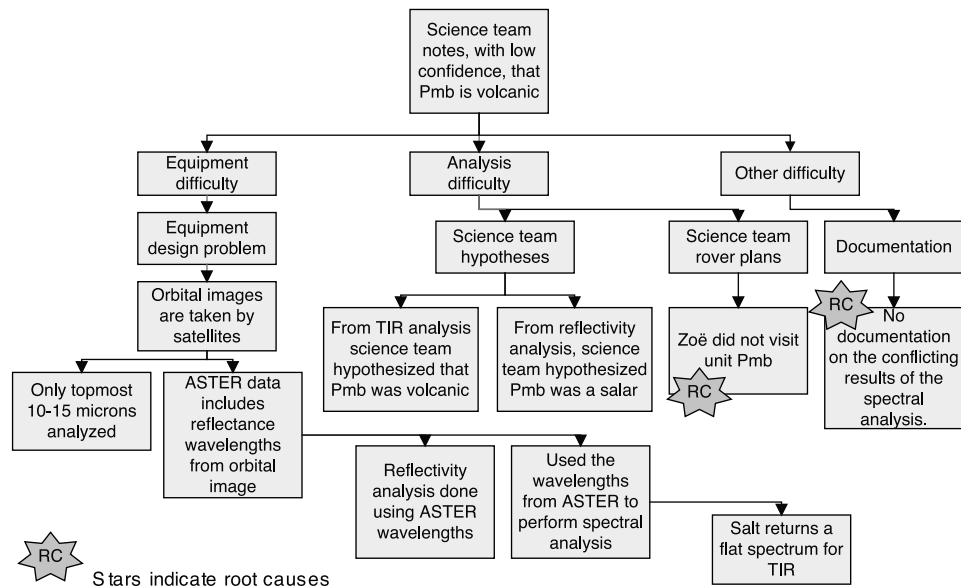 Science team
notes, with low
confidence, that
Pmb is volcanic
Equipment
difficulty
Analysis
difficulty
Other difficulty
Equipment
design problem
Science team
hypotheses
Science team
rover plans
Documentation
Orbital images
are taken by
satellites
From TIR analysis
science team
hypothesized that
Pmb was volcanic
From reflectivity
analysis, science
team hypothesized
Pmb was a salar
Zoë did not visit
unit Pmb
RC
RC
No
documentation
on the conflicting
results of the
spectral
analysis.
Only topmost
10-15 microns
analyzed
ASTER data
includes
reflectance
wavelengths
from orbital
image
Reflectivity
analysis done
using ASTER
wavelengths
Used the
wavelengths
from ASTER to
perform spectral
analysis
Salt returns a
flat spectrum for
TIR
RC
Stars indicate root causes